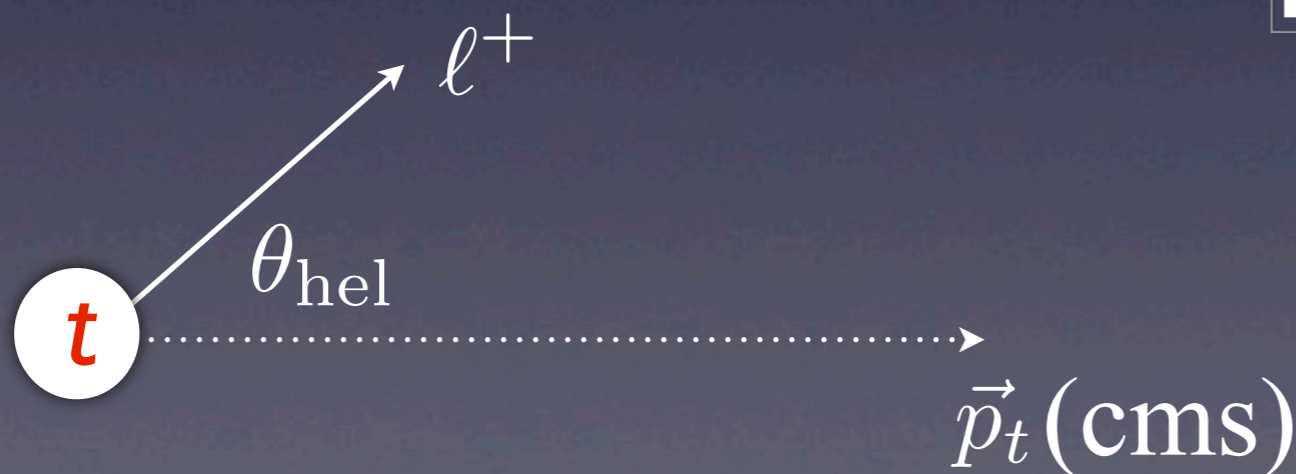 ℓ⁺
θ_hel
t
p⃗_t (cms)